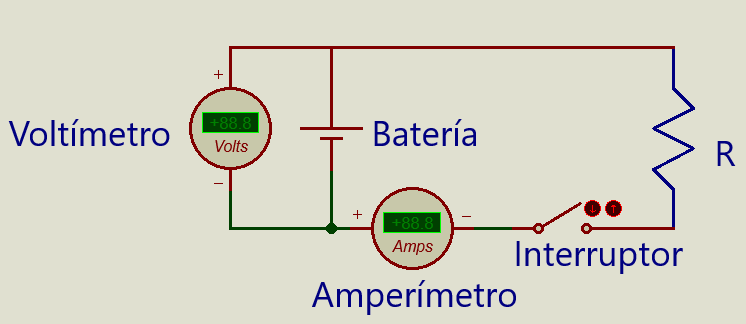 +
+88.8
Volts
−
Voltímetro
Batería
R
+
+88.8
Amps
−
Interruptor
Amperímetro